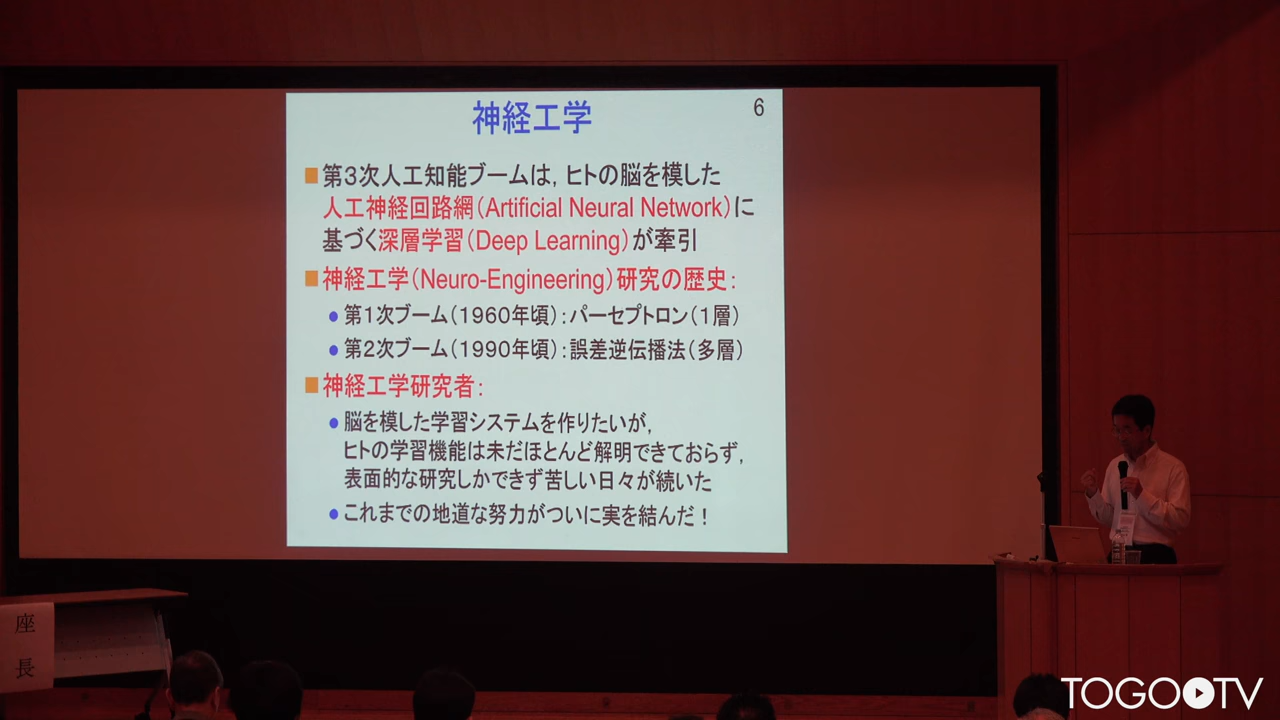 神経工学
6
■第3次人工知能ブームは，ヒトの脳を模した
人工神経回路網（Artificial Neural Network）に
基づく深層学習（Deep Learning）が牽引
■神経工学（Neuro-Engineering）研究の歴史：
●第1次ブーム（1960年頃）：パーセプトロン（1層）
●第2次ブーム（1990年頃）：誤差逆伝播法（多層）
■神経工学研究者：
●脳を模した学習システムを作りたいが，
ヒトの学習機能は未だほとんど解明できておらず，
表面的な研究しかできず苦しい日々が続いた
●これまでの地道な努力がついに実を結んだ！
座長
TOGOTV